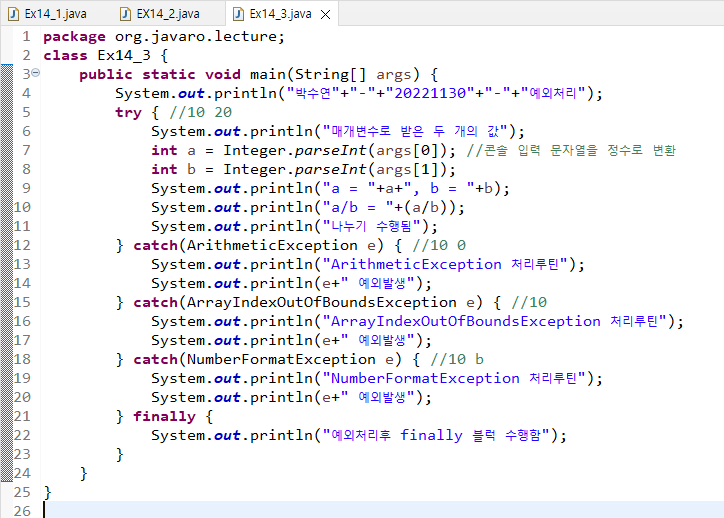 Ex14_1.java EX14_2.java Ex14_3.java
1 package org.javaro.lecture;
2 class Ex14_3 {
3 public static void main(String[] args) {
4 System.out.println("박수연"+"-"+"20221130"+"-"+"예외처리");
5 try { //10 20
6 System.out.println("매개변수로 받은 두 개의 값");
7 int a = Integer.parseInt(args[0]); //콘솔 입력 문자열을 정수로 변환
8 int b = Integer.parseInt(args[1]);
9 System.out.println("a = "+a+", b = "+b);
10 System.out.println("a/b = "+(a/b));
11 System.out.println("나누기 수행됨");
12 } catch(ArithmeticException e) { //10 0
13 System.out.println("ArithmeticException 처리루틴");
14 System.out.println(e+" 예외발생");
15 } catch(ArrayIndexOutOfBoundsException e) { //10
16 System.out.println("ArrayIndexOutOfBoundsException 처리루틴");
17 System.out.println(e+" 예외발생");
18 } catch(NumberFormatException e) { //10 b
19 System.out.println("NumberFormatException 처리루틴");
20 System.out.println(e+" 예외발생");
21 } finally {
22 System.out.println("예외처리후 finally 블럭 수행함");
23 }
24 }
25 }
26